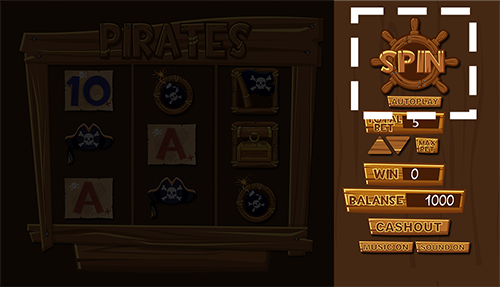 PIRATES
10
A
A
SPIN
AUTOPLAY
TOTAL
BET
5
MAX
BET
WIN 0
BALANSE 1000
CASHOUT
MUSIC ON
SOUND ON